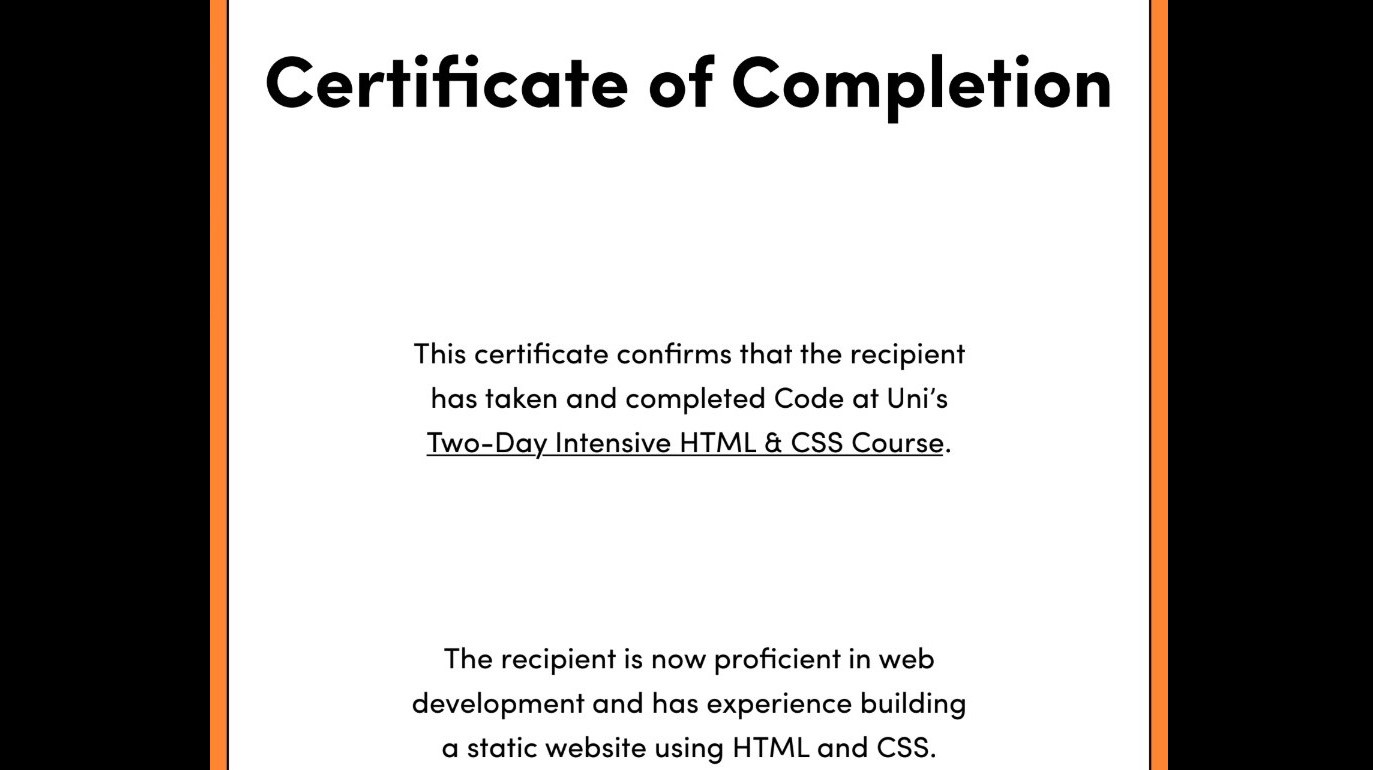 Certificate of Completion
This certificate confirms that the recipient
has taken and completed Code at Uni’s
Two-Day Intensive HTML & CSS Course.
The recipient is now proficient in web
development and has experience building
a static website using HTML and CSS.